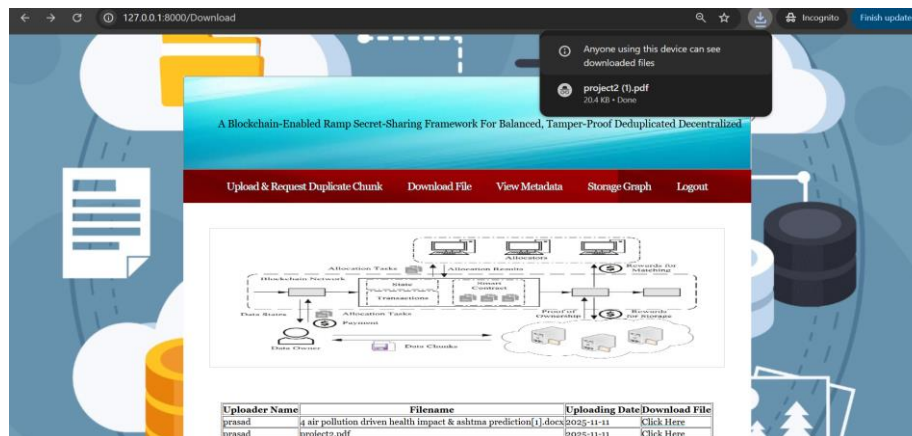 127.0.0.1:8000/Download
Incognito
Finish update
Anyone using this device can see
downloaded files
project2 (1).pdf
20.4 KB • Done
A Blockchain-Enabled Ramp Secret-Sharing Framework For Balanced, Tamper-Proof Deduplicated Decentralized
Upload & Request Duplicate Chunk Download File View Metadata Storage Graph Logout
Allocators
Allocation Tasks Allocation Results Rewards for
Matching
Blockchain Network
State Smart
Contract
Transactions
Data States Allocation Tasks Proof of Rewards
Payment Ownership for Storage
Data Owner Data Chunks
Uploader Name Filename Uploading Date Download File
prasad 4 air pollution driven health impact & ashtma prediction[1].docx 2025-11-11 Click Here
prasad project2.pdf 2025-11-11 Click Here